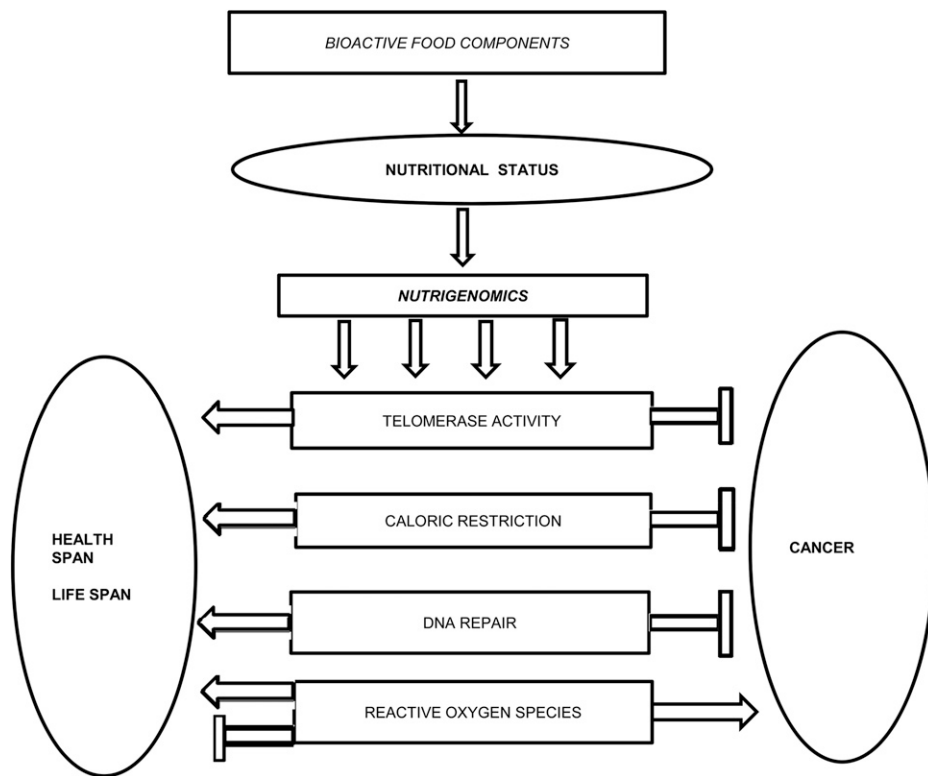 BIOACTIVE FOOD COMPONENTS
NUTRITIONAL STATUS
NUTRIGENOMICS
TELOMERASE ACTIVITY
CALORIC RESTRICTION
HEALTH
SPAN
LIFE SPAN
CANCER
DNA REPAIR
REACTIVE OXYGEN SPECIES